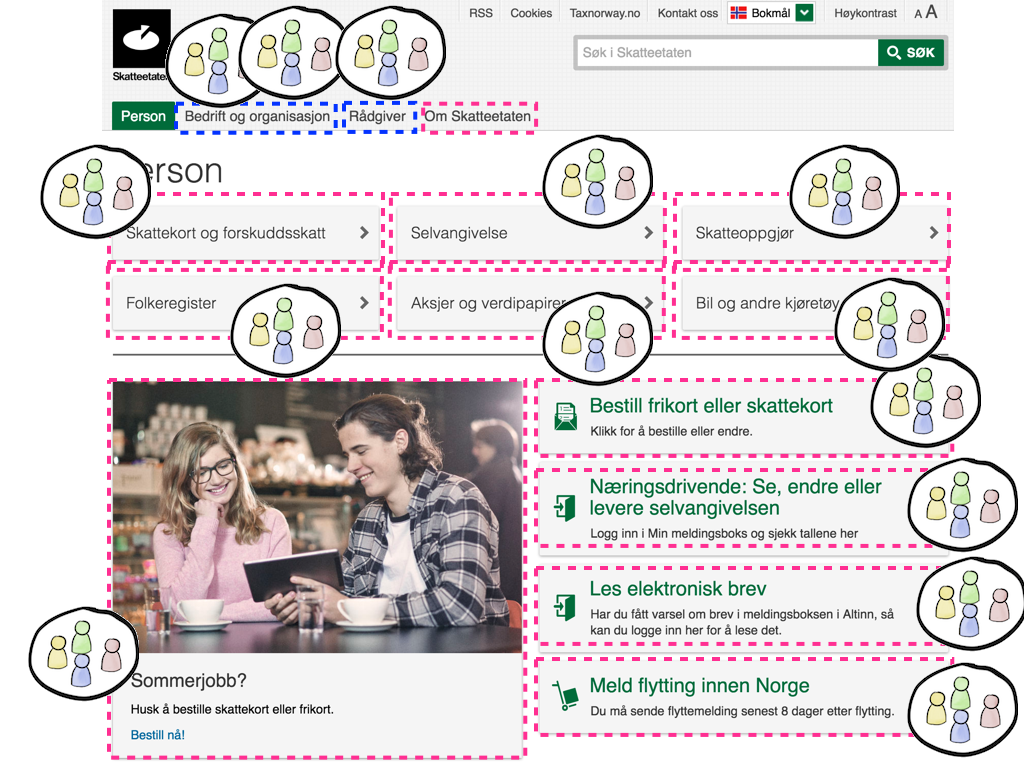 RSS
Cookies
Taxnorway.no
Kontakt oss
Bokmål
Høykontrast
A A
Søk i Skatteetaten
SØK
Person
Bedrift og organisasjon
Rådgiver
Om Skatteetaten
Skattekort og forskuddsskatt
Selvangivelse
Skatteoppgjør
Folkeregister
Aksjer og verdipapirer
Bil og andre kjøretøy
Bestill frikort eller skattekort
Klikk for å bestille eller endre.
Næringsdrivende: Se, endre eller
levere selvangivelsen
Logg inn i Min meldingsboks og sjekk tallene her
Les elektronisk brev
Har du fått varsel om brev i meldingsboksen i Altinn, så
kan du logge inn her for å lese det.
Meld flytting innen Norge
Du må sende flyttemelding senest 8 dager etter flytting.
Sommerjobb?
Husk å bestille skattekort eller frikort.
Bestill nå!